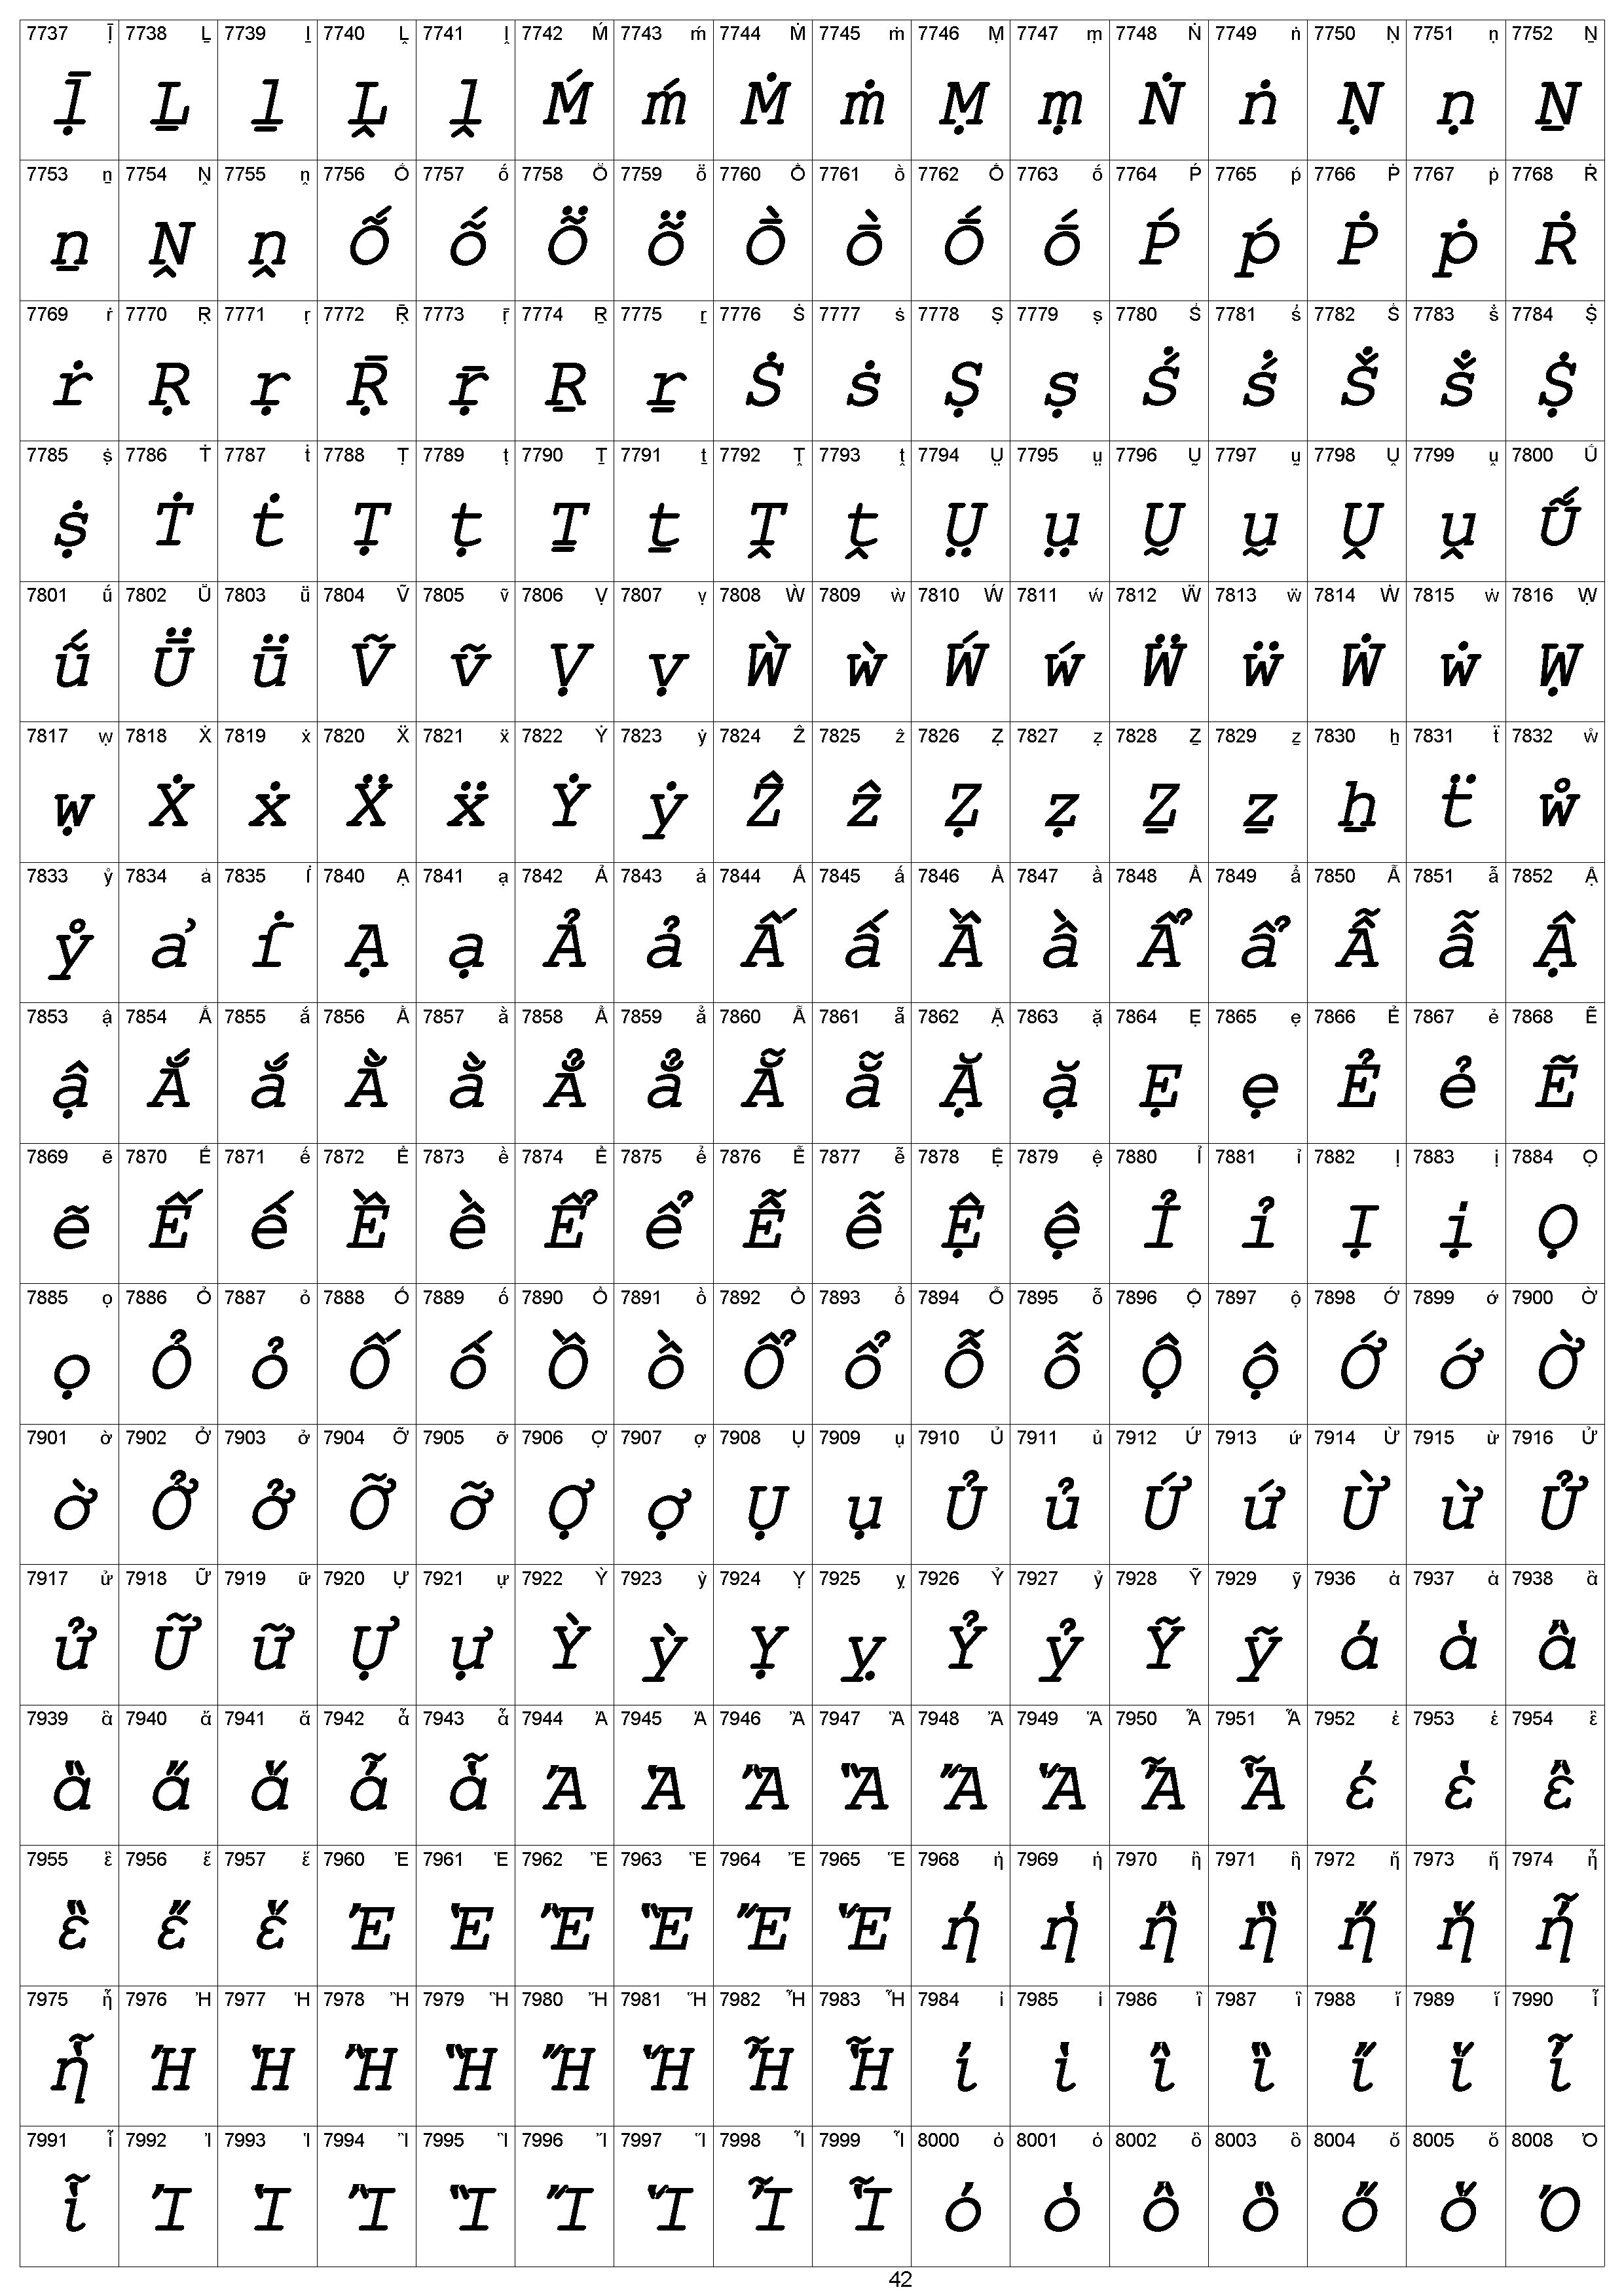 7737 ḹ 7738 Ḻ 7739 ḻ 7740 Ḽ 7741 ḽ 7742 Ḿ 7743 ḿ 7744 Ṁ 7745 ṁ 7746 Ṃ 7747 ṃ 7748 Ṅ 7749 ṅ 7750 Ṇ 7751 ṇ 7752 Ṉ
ḹ Ḻ ḻ Ḽ ḽ Ḿ ḿ Ṁ ṁ Ṃ ṃ Ṅ ṅ Ṇ ṇ Ṉ
7753 ṉ 7754 Ṋ 7755 ṋ 7756 Ṍ 7757 ṍ 7758 Ṏ 7759 ṏ 7760 Ṑ 7761 ṑ 7762 Ṓ 7763 ṓ 7764 Ṕ 7765 ṕ 7766 Ṗ 7767 ṗ 7768 Ṙ
ṉ Ṋ ṋ Ṍ ṍ Ṏ ṏ Ṑ ṑ Ṓ ṓ Ṕ ṕ Ṗ ṗ Ṙ
7769 ṙ 7770 Ṛ 7771 ṛ 7772 Ṝ 7773 ṝ 7774 Ṟ 7775 ṟ 7776 Ṡ 7777 ṡ 7778 Ṣ 7779 ṣ 7780 Ṥ 7781 ṥ 7782 Ṧ 7783 ṧ 7784 Ṩ
ṙ Ṛ ṛ Ṝ ṝ Ṟ ṟ Ṡ ṡ Ṣ ṣ Ṥ ṥ Ṧ ṧ Ṩ
7785 ṩ 7786 Ṫ 7787 ṫ 7788 Ṭ 7789 ṭ 7790 Ṯ 7791 ṯ 7792 Ṱ 7793 ṱ 7794 Ṳ 7795 ṳ 7796 Ṵ 7797 ṵ 7798 Ṷ 7799 ṷ 7800 Ṹ
ṩ Ṫ ṫ Ṭ ṭ Ṯ ṯ Ṱ ṱ Ṳ ṳ Ṵ ṵ Ṷ ṷ Ṹ
7801 ṹ 7802 Ṻ 7803 ṻ 7804 Ṽ 7805 ṽ 7806 Ṿ 7807 ṿ 7808 Ẁ 7809 ẁ 7810 Ẃ 7811 ẃ 7812 Ẅ 7813 ẅ 7814 Ẇ 7815 ẇ 7816 Ẉ
ṹ Ṻ ṻ Ṽ ṽ Ṿ ṿ Ẁ ẁ Ẃ ẃ Ẅ ẅ Ẇ ẇ Ẉ
7817 ẉ 7818 Ẋ 7819 ẋ 7820 Ẍ 7821 ẍ 7822 Ẏ 7823 ẏ 7824 Ẑ 7825 ẑ 7826 Ẓ 7827 ẓ 7828 Ẕ 7829 ẕ 7830 ẖ 7831 ẗ 7832 ẘ
ẉ Ẋ ẋ Ẍ ẍ Ẏ ẏ Ẑ ẑ Ẓ ẓ Ẕ ẕ ẖ ẗ ẘ
7833 ẙ 7834 ẚ 7835 ẛ 7840 Ạ 7841 ạ 7842 Ả 7843 ả 7844 Ấ 7845 ấ 7846 Ầ 7847 ầ 7848 Ẩ 7849 ẩ 7850 Ẫ 7851 ẫ 7852 Ậ
ẙ ẚ ẛ Ạ ạ Ả ả Ấ ấ Ầ ầ Ẩ ẩ Ẫ ẫ Ậ
7853 ậ 7854 Ắ 7855 ắ 7856 Ằ 7857 ằ 7858 Ẳ 7859 ẳ 7860 Ẵ 7861 ẵ 7862 Ặ 7863 ặ 7864 Ẹ 7865 ẹ 7866 Ẻ 7867 ẻ 7868 Ẽ
ậ Ắ ắ Ằ ằ Ẳ ẳ Ẵ ẵ Ặ ặ Ẹ ẹ Ẻ ẻ Ẽ
7869 ẽ 7870 Ế 7871 ế 7872 Ề 7873 ề 7874 Ể 7875 ể 7876 Ễ 7877 ễ 7878 Ệ 7879 ệ 7880 Ỉ 7881 ỉ 7882 Ị 7883 ị 7884 Ọ
ẽ Ế ế Ề ề Ể ể Ễ ễ Ệ ệ Ỉ ỉ Ị ị Ọ
7885 ọ 7886 Ỏ 7887 ỏ 7888 Ố 7889 ố 7890 Ồ 7891 ồ 7892 Ổ 7893 ổ 7894 Ỗ 7895 ỗ 7896 Ộ 7897 ộ 7898 Ớ 7899 ớ 7900 Ờ
ọ Ỏ ỏ Ố ố Ồ ồ Ổ ổ Ỗ ỗ Ộ ộ Ớ ớ Ờ
7901 ờ 7902 Ở 7903 ở 7904 Ỡ 7905 ỡ 7906 Ợ 7907 ợ 7908 Ụ 7909 ụ 7910 Ủ 7911 ủ 7912 Ứ 7913 ứ 7914 Ừ 7915 ừ 7916 Ử
ờ Ở ở Ỡ ỡ Ợ ợ Ụ ụ Ủ ủ Ứ ứ Ừ ừ Ử
7917 ử 7918 Ữ 7919 ữ 7920 Ự 7921 ự 7922 Ỳ 7923 ỳ 7924 Ỵ 7925 ỵ 7926 Ỷ 7927 ỷ 7928 Ỹ 7929 ỹ 7936 ἀ 7937 ἁ 7938 ἂ
ử Ữ ữ Ự ự Ỳ ỳ Ỵ ỵ Ỷ ỷ Ỹ ỹ ἀ ἁ ἂ
7939 ἃ 7940 ἄ 7941 ἅ 7942 ἆ 7943 ἇ 7944 Ἀ 7945 Ἁ 7946 Ἂ 7947 Ἃ 7948 Ἄ 7949 Ἅ 7950 Ἆ 7951 Ἇ 7952 ἐ 7953 ἑ 7954 ἒ
ἃ ἄ ἅ ἆ ἇ Ἀ Ἁ Ἂ Ἃ Ἄ Ἅ Ἆ Ἇ ἐ ἑ ἒ
7955 ἓ 7956 ἔ 7957 ἕ 7960 Ἐ 7961 Ἑ 7962 Ἒ 7963 Ἓ 7964 Ἔ 7965 Ἕ 7968 ἠ 7969 ἡ 7970 ἢ 7971 ἣ 7972 ἤ 7973 ἥ 7974 ἦ
ἓ ἔ ἕ Ἐ Ἑ Ἒ Ἓ Ἔ Ἕ ἠ ἡ ἢ ἣ ἤ ἥ ἦ
7975 ἧ 7976 Ἠ 7977 Ἡ 7978 Ἢ 7979 Ἣ 7980 Ἤ 7981 Ἥ 7982 Ἦ 7983 Ἧ 7984 ἰ 7985 ἱ 7986 ἲ 7987 ἳ 7988 ἴ 7989 ἵ 7990 ἶ
ἧ Ἠ Ἡ Ἢ Ἣ Ἤ Ἥ Ἦ Ἧ ἰ ἱ ἲ ἳ ἴ ἵ ἶ
7991 ἷ 7992 Ἰ 7993 Ἱ 7994 Ἲ 7995 Ἳ 7996 Ἴ 7997 Ἵ 7998 Ἶ 7999 Ἷ 8000 ὀ 8001 ὁ 8002 ὂ 8003 ὃ 8004 ὄ 8005 ὅ 8008 Ὀ
ἷ Ἰ Ἱ Ἲ Ἳ Ἴ Ἵ Ἶ Ἷ ὀ ὁ ὂ ὃ ὄ ὅ Ὀ
42